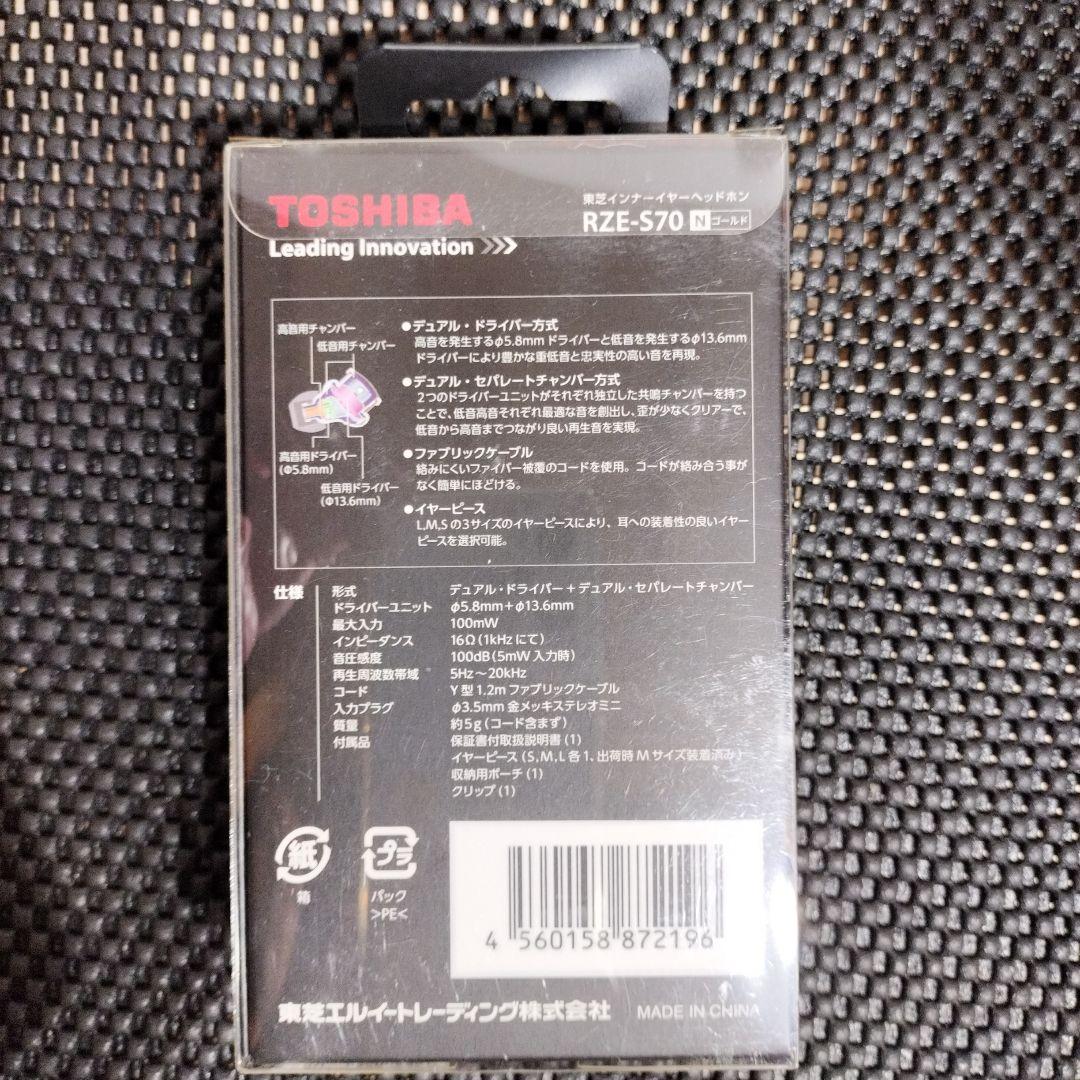 TOSHIBA
Leading Innovation
東芝インナーイヤーヘッドホン
RZE-S70 N ゴールド
高音用チャンバー
低音用チャンバー
高音用ドライバー
(Φ5.8mm)
低音用ドライバー
(Φ13.6mm)
●デュアル・ドライバー方式
高音を発生するφ5.8mm ドライバーと低音を発生するφ13.6mm
ドライバーにより豊かな重低音と忠実性の高い音を再現。
●デュアル・セパレートチャンバー方式
2つのドライバーユニットがそれぞれ独立した共鳴チャンバーを持つ
ことで、低音高音それぞれ最適な音を創出し、歪が少なくクリアーで、
低音から高音までつながり良い再生音を実現。
●ファブリックケーブル
絡みにくいファイバー被覆のコードを使用。コードが絡み合う事が
なく簡単にほどける。
●イヤーピース
L,M,S の3サイズのイヤーピースにより、耳への装着性の良いイヤー
ピースを選択可能。
仕様
形式 デュアル・ドライバー + デュアル・セパレートチャンバー
ドライバーユニット φ5.8mm+φ13.6mm
最大入力 100mW
インピーダンス 16Ω(1kHz にて)
音圧感度 100dB(5mW 入力時)
再生周波数帯域 5Hz～20kHz
コード Y 型 1.2m ファブリックケーブル
入力プラグ φ3.5mm 金メッキステレオミニ
質量 約5g(コード含まず)
付属品 保証書付取扱説明書(1)
イヤーピース(S,M,L 各1、出荷時 M サイズ装着済み)
収納用ポーチ(1)
クリップ(1)
紙
箱
プラ
パック
>PE<
4 560158 872196
東芝エルイートレーディング株式会社 MADE IN CHINA